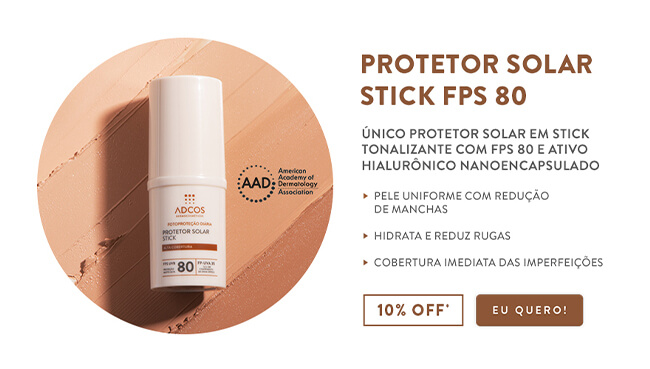 PROTETOR SOLAR
STICK FPS 80
ÚNICO PROTETOR SOLAR EM STICK
TONALIZANTE COM FPS 80 E ATIVO
HIALURÔNICO NANOENCAPSULADO
PELE UNIFORME COM REDUÇÃO
DE MANCHAS
HIDRATA E REDUZ RUGAS
COBERTURA IMEDIATA DAS IMPERFEIÇÕES
10% OFF*
EU QUERO!
AAD
American
Academy of
Dermatology
Association
ADCOS
FOTOPROTEÇÃO DIÁRIA
PROTETOR SOLAR
STICK
80